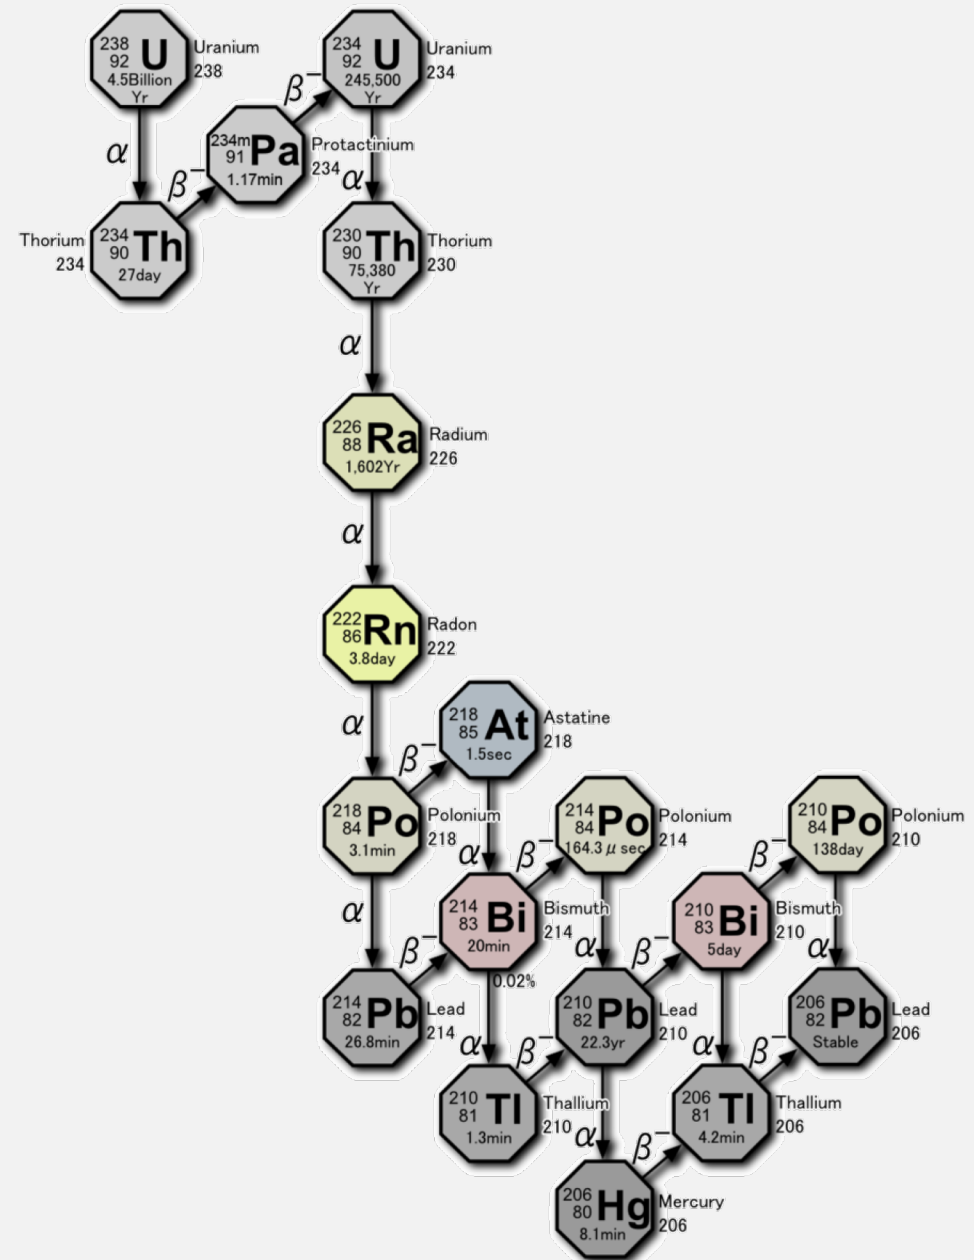 238
92 U
4.5Billion
Yr
Uranium
238
234
92 U
245,500
Yr
Uranium
234
β−
234m
91 Pa
1.17min
Protactinium
234
α
β−
α
Thorium
234
234
90 Th
27day
230
90 Th
75,380
Yr
Thorium
230
α
226
88 Ra
1,602Yr
Radium
226
α
222
86 Rn
3.8day
Radon
222
α
218
85 At
1.5sec
Astatine
218
β−
218
84 Po
3.1min
Polonium
218
α
β−
214
84 Po
164.3 μ sec
Polonium
214
β−
210
84 Po
138day
Polonium
210
α
β−
214
83 Bi
20min
Bismuth
214
α
β−
210
83 Bi
5day
Bismuth
210
α
0.02%
214
82 Pb
26.8min
Lead
214
α
β−
210
82 Pb
22.3yr
Lead
210
α
β−
206
82 Pb
Stable
Lead
206
210
81 Tl
1.3min
Thallium
210
α
β−
206
81 Tl
4.2min
Thallium
206
206
80 Hg
8.1min
Mercury
206